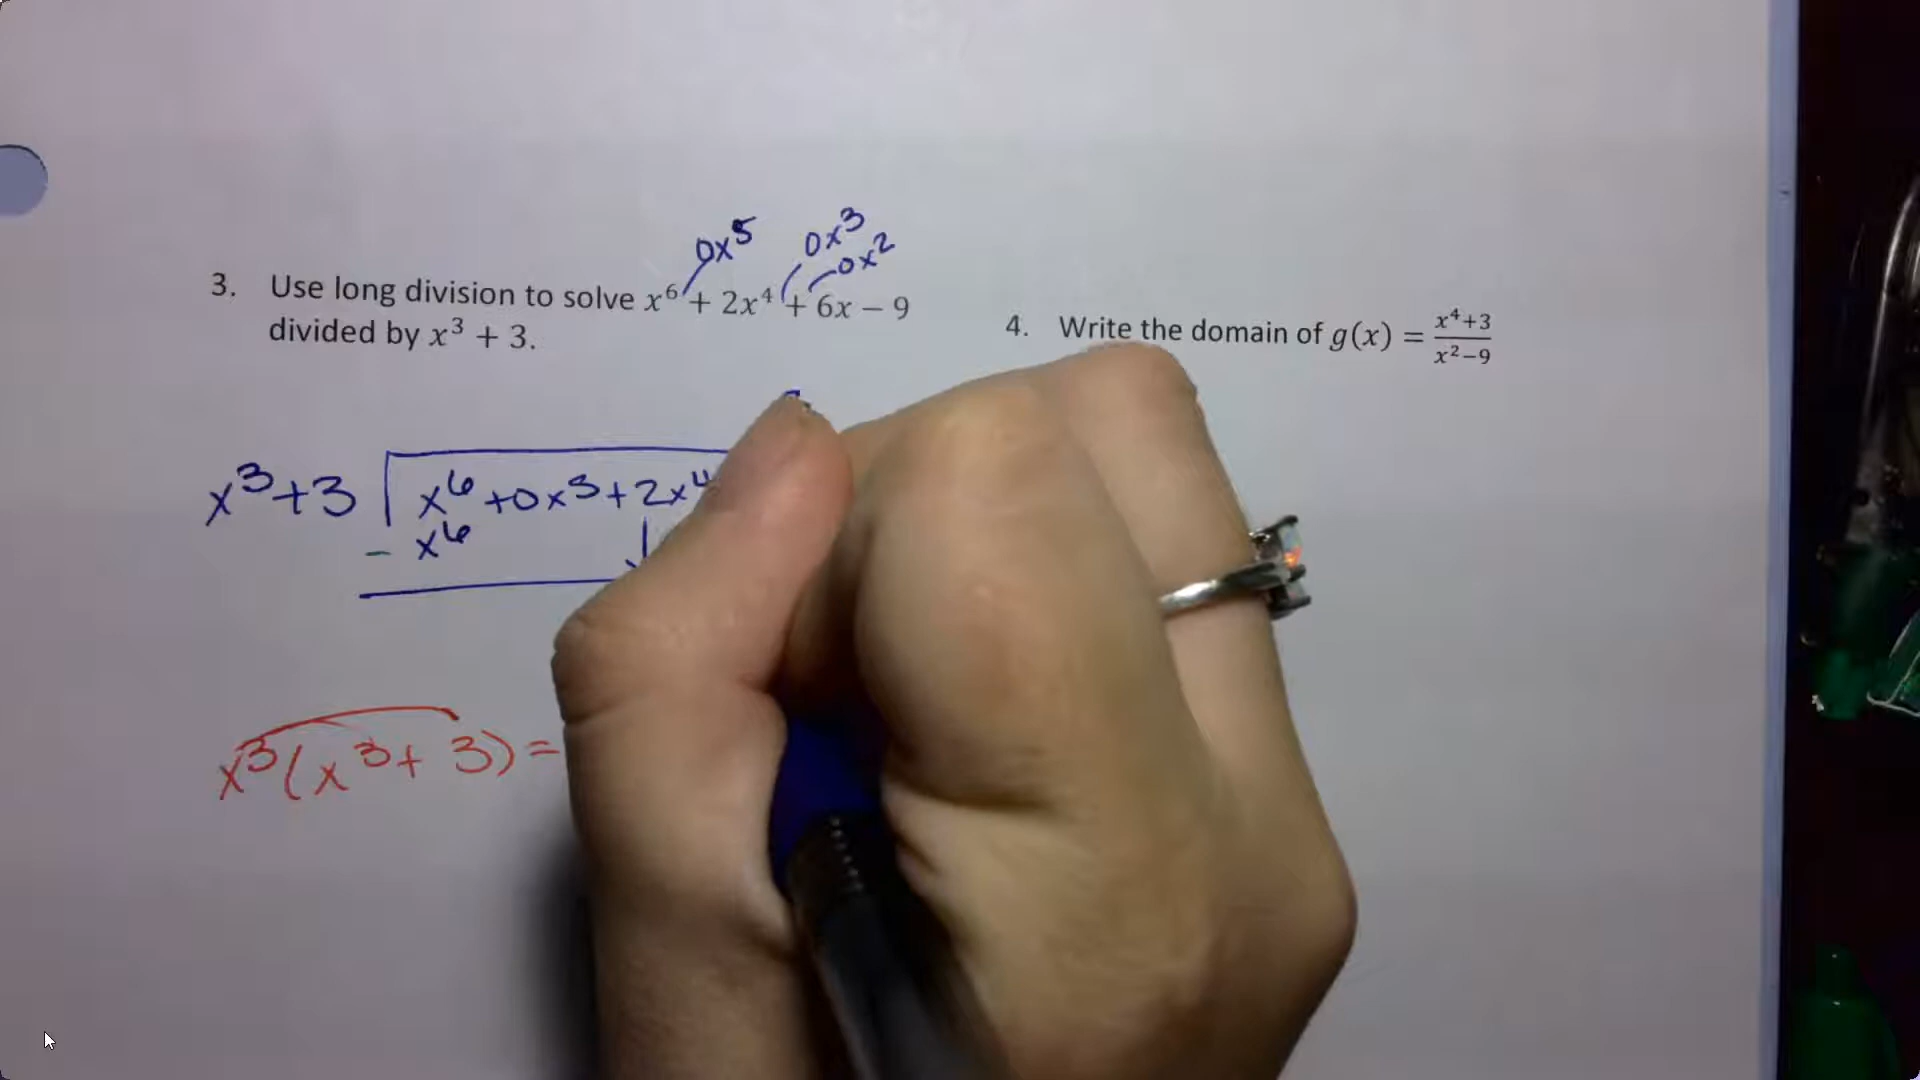 0x⁵ 0x³
0x²
3. Use long division to solve x⁶ + 2x⁴ + 6x − 9
divided by x³ + 3.
4. Write the domain of g(x) = (x⁴+3)/(x²−9)
x³+3 x⁶+0x⁵+2x⁴
− x⁶
x³(x³+ 3)=